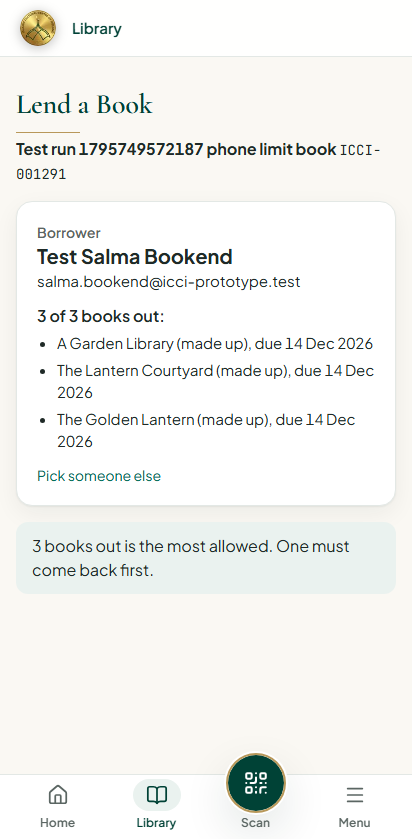 Library
Lend a Book
Test run 1795749572187 phone limit book ICCI-
001291
Borrower
Test Salma Bookend
salma.bookend@icci-prototype.test
3 of 3 books out:
• A Garden Library (made up), due 14 Dec 2026
• The Lantern Courtyard (made up), due 14 Dec
2026
• The Golden Lantern (made up), due 14 Dec
2026
Pick someone else
3 books out is the most allowed. One must
come back first.
Home
Library
Scan
Menu